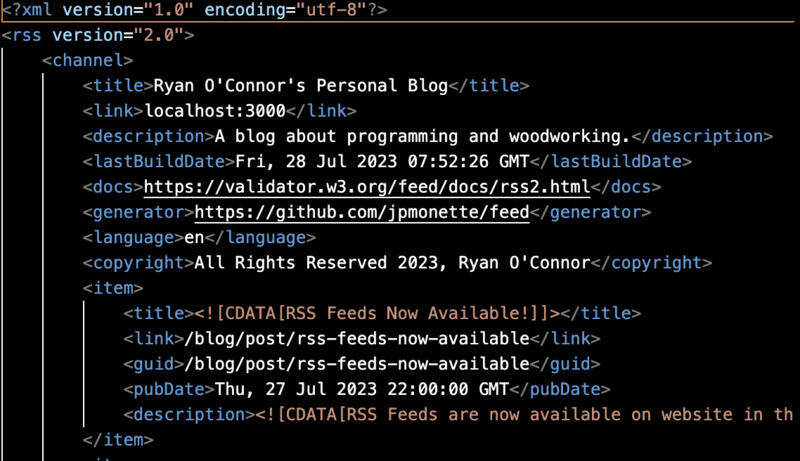 <?xml version="1.0" encoding="utf-8"?>
<rss version="2.0">
<channel>
<title>Ryan O'Connor's Personal Blog</title>
<link>localhost:3000</link>
<description>A blog about programming and woodworking.</description>
<lastBuildDate>Fri, 28 Jul 2023 07:52:26 GMT</lastBuildDate>
<docs>https://validator.w3.org/feed/docs/rss2.html</docs>
<generator>https://github.com/jpmonette/feed</generator>
<language>en</language>
<copyright>All Rights Reserved 2023, Ryan O'Connor</copyright>
<item>
<title><![CDATA[RSS Feeds Now Available!]]></title>
<link>/blog/post/rss-feeds-now-available</link>
<guid>/blog/post/rss-feeds-now-available</guid>
<pubDate>Thu, 27 Jul 2023 22:00:00 GMT</pubDate>
<description><![CDATA[RSS Feeds are now available on website in th
</item>